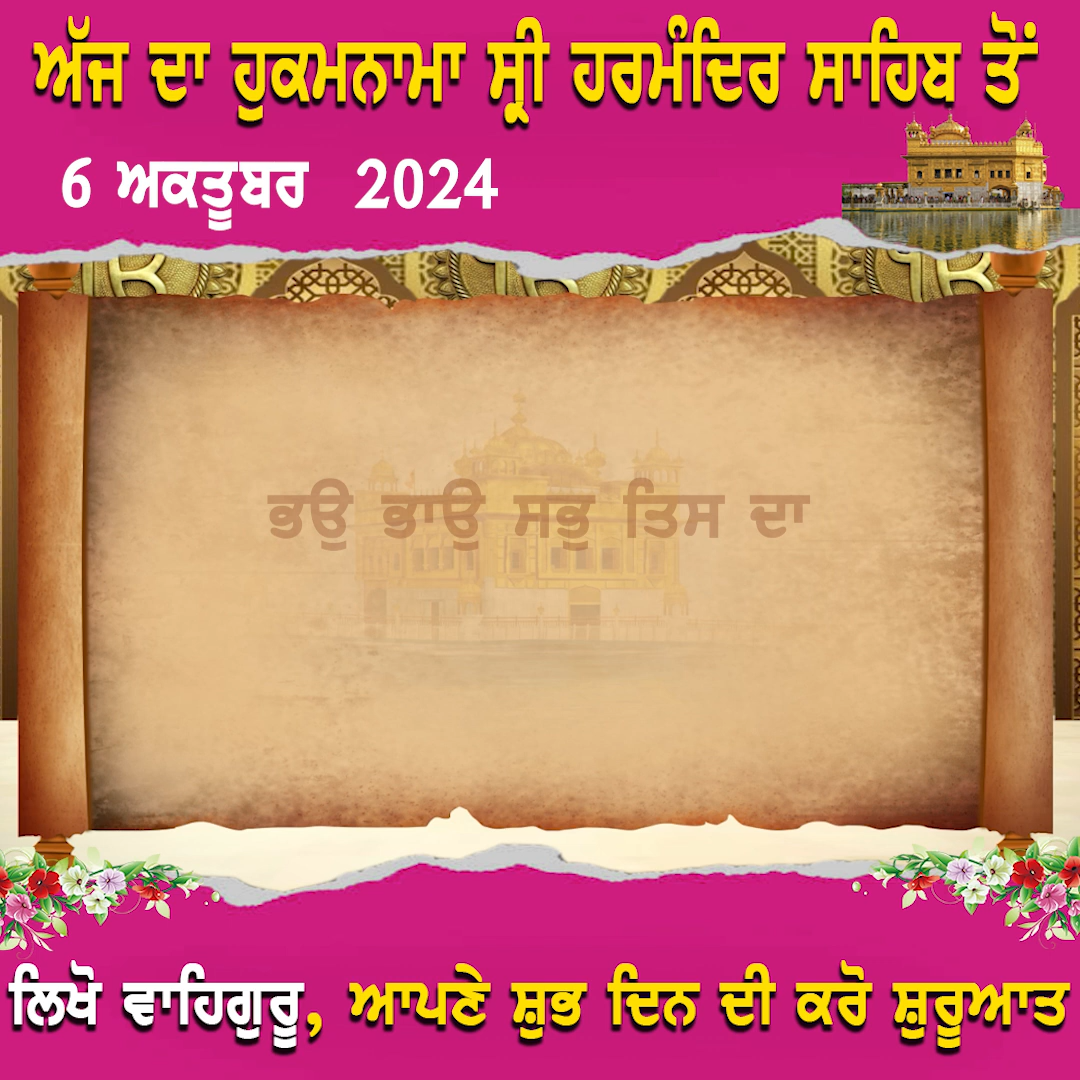 ਅੱਜ ਦਾ ਹੁਕਮਨਾਮਾ ਸ੍ਰੀ ਹਰਮੰਦਿਰ ਸਾਹਿਬ ਤੋਂ
6 ਅਕਤੂਬਰ 2024
ਭਉ ਭਾਉ ਸਭੁ ਤਿਸ ਦਾ
ਲਿਖੋ ਵਾਹਿਗੁਰੂ, ਆਪਣੇ ਸ਼ੁਭ ਦਿਨ ਦੀ ਕਰੋ ਸ਼ੁਰੂਆਤ